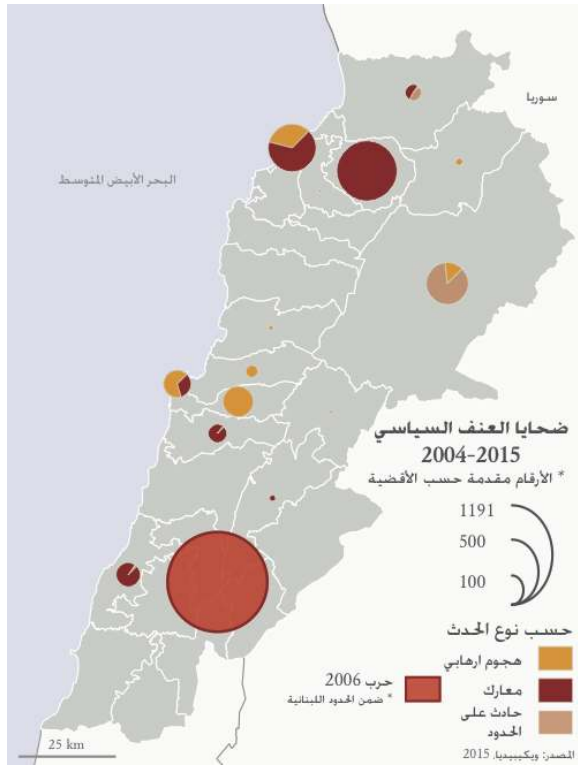 سوريا
البحر الأبيض المتوسط
ضحايا العنف السياسي
2004-2015
* الأرقام مقدمة حسب الأقضية
1191
500
100
حسب نوع الحدث
هجوم ارهابي
معارك
حادث على
الحدود
حرب 2006
* ضمن الحدود اللبنانية
25 km
المصدر: ويكيبيديا، 2015